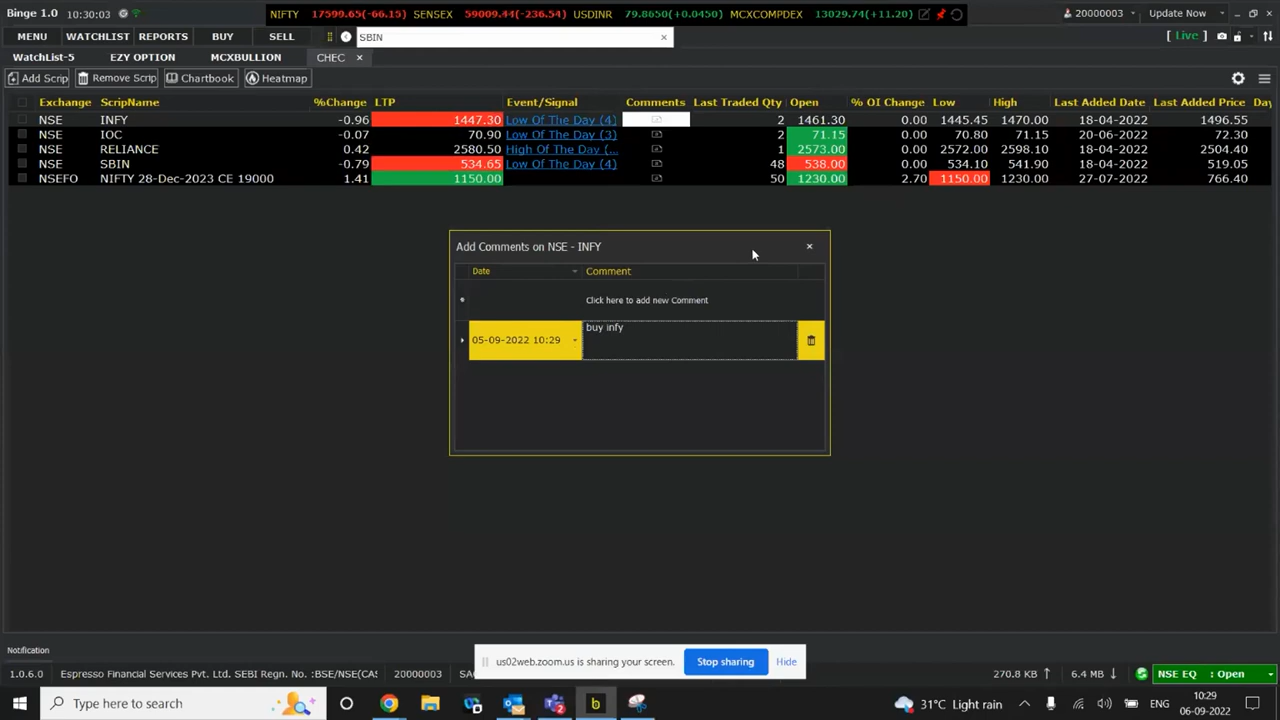 Binge 1.0 10:30:03 NIFTY 17599.65(-66.15) SENSEX 59009.44(-236.54) USDINR 79.8650(+0.0450) MCXCOMPDEX 13029.74(+11.20) 20000003 Update Now
MENU WATCHLIST REPORTS BUY SELL SBIN × [ Live ]
WatchList-5 EZY OPTION MCXBULLION CHEC ×
Add Scrip Remove Scrip Chartbook Heatmap
Exchange ScripName %Change LTP Event/Signal Comments Last Traded Qty Open % OI Change Low High Last Added Date Last Added Price Day
NSE INFY -0.96 1447.30 Low Of The Day (4) 2 1461.30 0.00 1445.45 1470.00 18-04-2022 1496.55
NSE IOC -0.07 70.90 Low Of The Day (3) 2 71.15 0.00 70.80 71.15 20-06-2022 72.30
NSE RELIANCE 0.42 2580.50 High Of The Day (... 1 2573.00 0.00 2572.00 2598.10 18-04-2022 2504.40
NSE SBIN -0.79 534.65 Low Of The Day (4) 48 538.00 0.00 534.10 541.90 18-04-2022 519.05
NSEFO NIFTY 28-Dec-2023 CE 19000 1.41 1150.00 50 1230.00 2.70 1150.00 1230.00 27-07-2022 766.40
Add Comments on NSE - INFY ×
Date Comment
Click here to add new Comment
05-09-2022 10:29 buy infy
Notification
us02web.zoom.us is sharing your screen. Stop sharing Hide
1.0.6.0 Espresso Financial Services Pvt. Ltd. SEBI Regn. No. :BSE/NSE(CAS 20000003 SA 270.8 KB ↑ 6.4 MB ↓ NSE EQ : Open
Type here to search 31°C Light rain ENG 10:29
06-09-2022